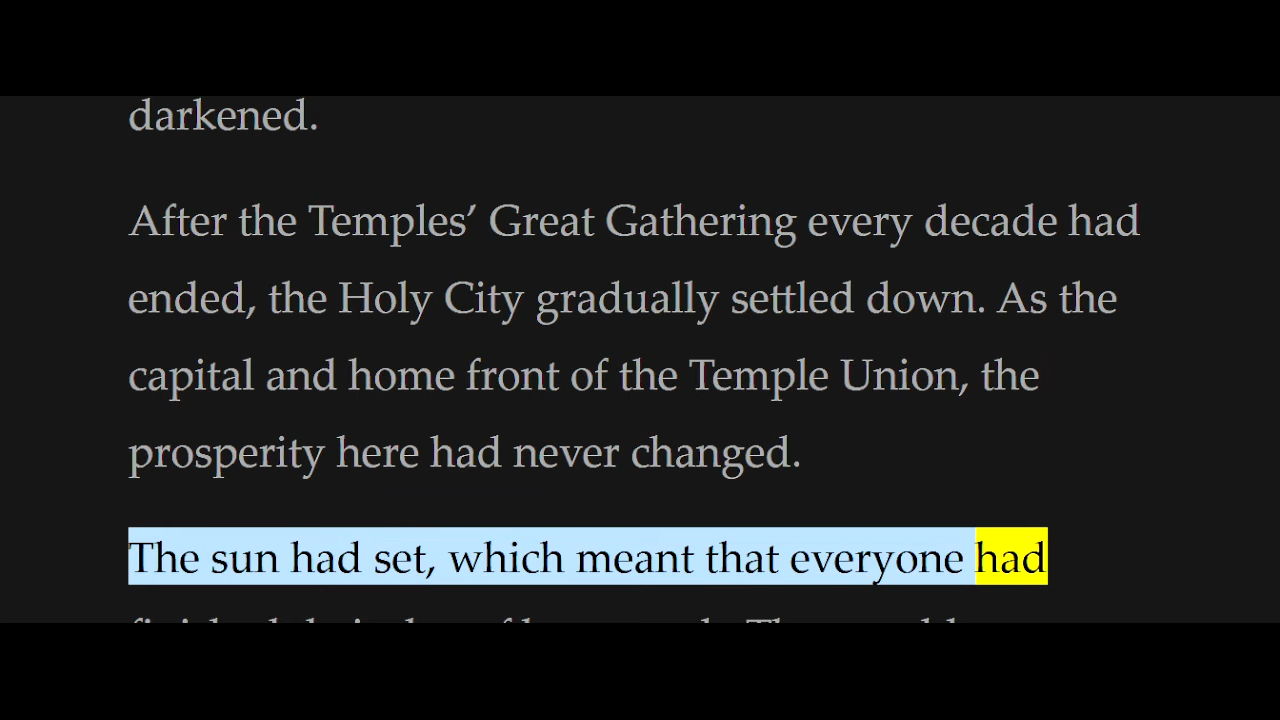 darkened.
After the Temples’ Great Gathering every decade had
ended, the Holy City gradually settled down. As the
capital and home front of the Temple Union, the
prosperity here had never changed.
The sun had set, which meant that everyone had